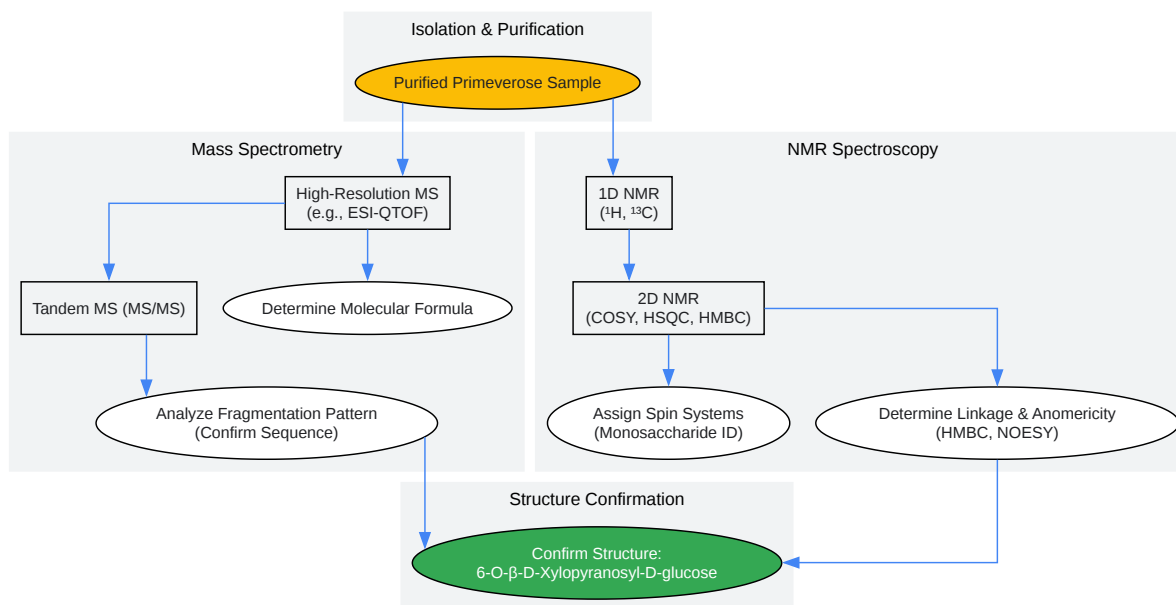 Isolation & Purification
Purified Primeverose Sample
Mass Spectrometry
High-Resolution MS
(e.g., ESI-QTOF)
Tandem MS (MS/MS)
Determine Molecular Formula
Analyze Fragmentation Pattern
(Confirm Sequence)
NMR Spectroscopy
1D NMR
(¹H, ¹³C)
2D NMR
(COSY, HSQC, HMBC)
Assign Spin Systems
(Monosaccharide ID)
Determine Linkage & Anomericity
(HMBC, NOESY)
Structure Confirmation
Confirm Structure:
6-O-β-D-Xylopyranosyl-D-glucose